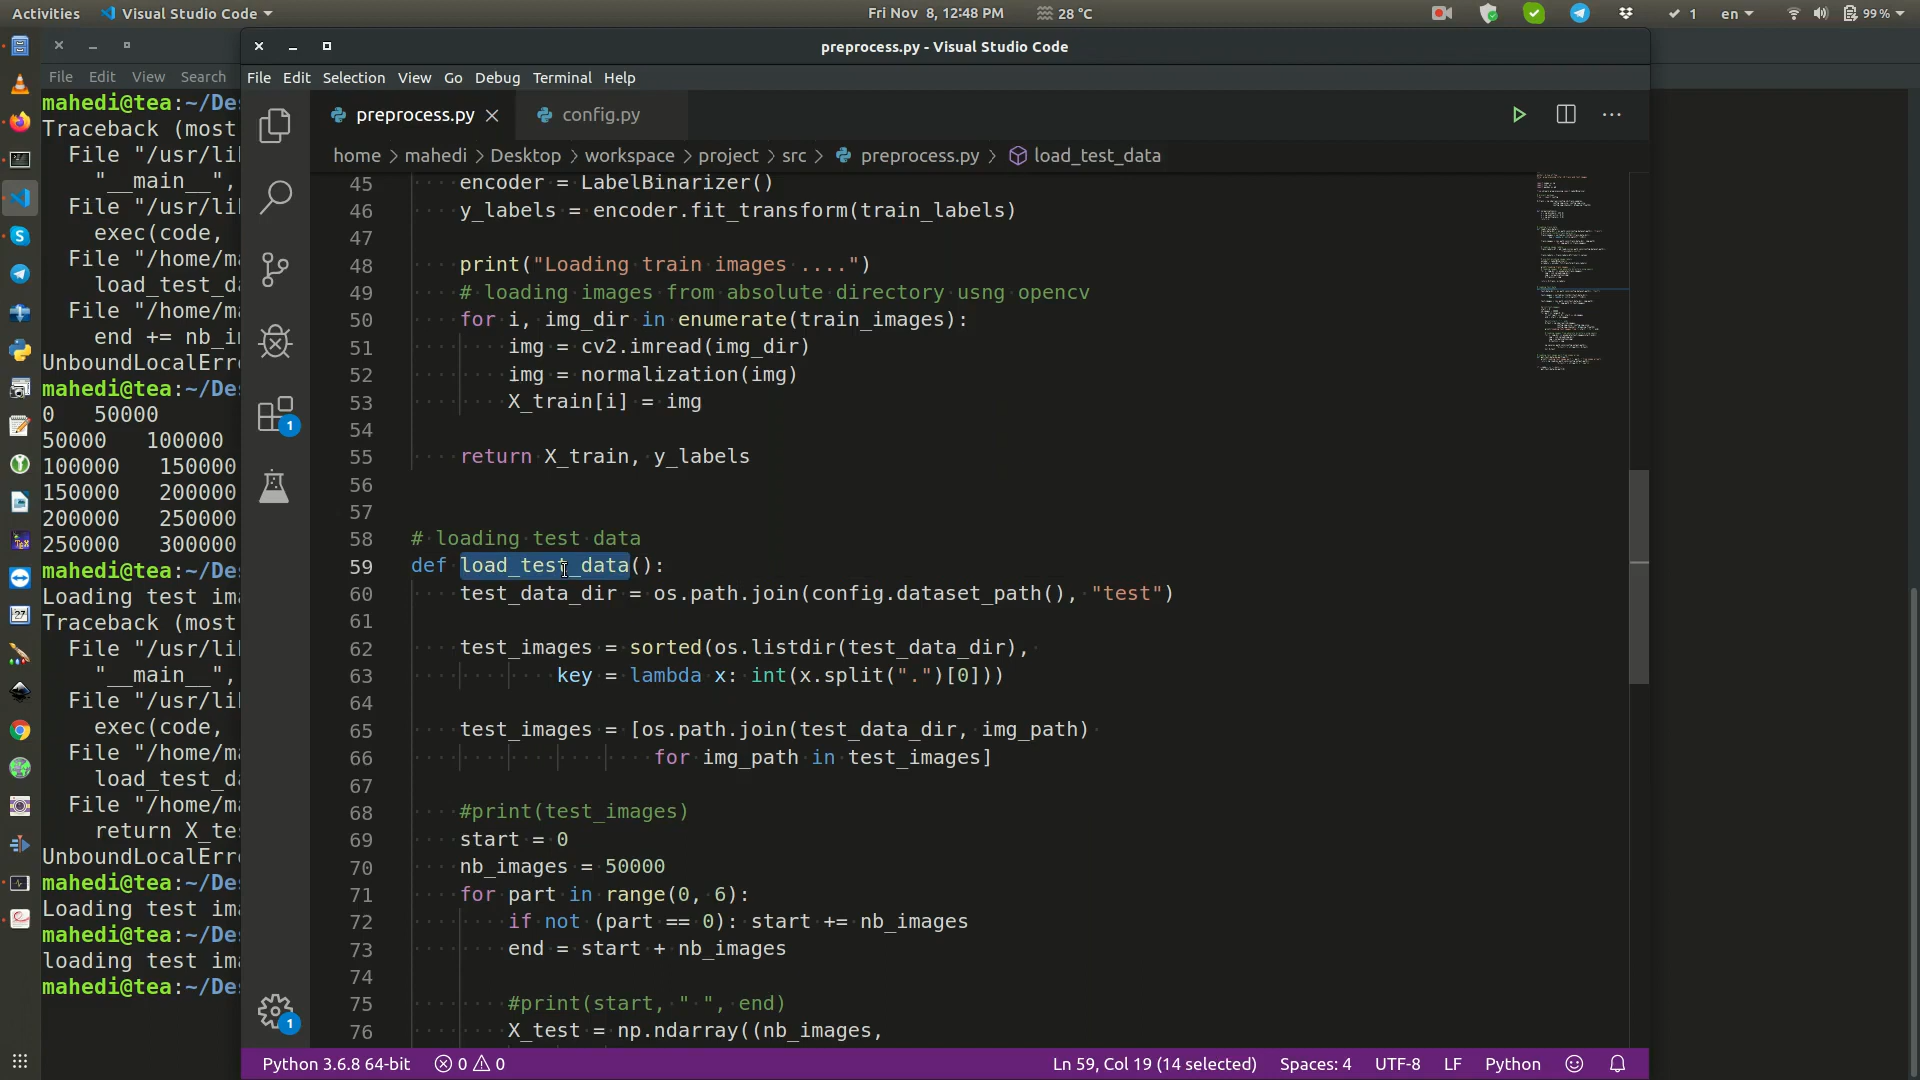 Activities Visual Studio Code Fri Nov 8, 12:48 PM 28 °C 1 en 99 %
preprocess.py - Visual Studio Code
File Edit View Search
File Edit Selection View Go Debug Terminal Help
preprocess.py config.py
home > mahedi > Desktop > workspace > project > src > preprocess.py > load_test_data
mahedi@tea:~/De
Traceback (most
File "/usr/li
"__main__",
File "/usr/li
exec(code,
File "/home/m
load_test_d
File "/home/m
end += nb_i
UnboundLocalErr
mahedi@tea:~/De
0 50000
50000 100000
100000 150000
150000 200000
200000 250000
250000 300000
mahedi@tea:~/De
Loading test im
Traceback (most
File "/usr/li
"__main__",
File "/usr/li
exec(code,
File "/home/m
load_test_d
File "/home/m
return X_te
UnboundLocalErr
mahedi@tea:~/De
Loading test im
mahedi@tea:~/De
loading test im
mahedi@tea:~/De
45 encoder = LabelBinarizer()
46 y_labels = encoder.fit_transform(train_labels)
47
48 print("Loading train images ....")
49 # loading images from absolute directory usng opencv
50 for i, img_dir in enumerate(train_images):
51 img = cv2.imread(img_dir)
52 img = normalization(img)
53 X_train[i] = img
54
55 return X_train, y_labels
56
57
58 # loading test data
59 def load_test_data():
60 test_data_dir = os.path.join(config.dataset_path(), "test")
61
62 test_images = sorted(os.listdir(test_data_dir),
63 key = lambda x: int(x.split(".")[0]))
64
65 test_images = [os.path.join(test_data_dir, img_path)
66 for img_path in test_images]
67
68 #print(test_images)
69 start = 0
70 nb_images = 50000
71 for part in range(0, 6):
72 if not (part == 0): start += nb_images
73 end = start + nb_images
74
75 #print(start, " ", end)
76 X_test = np.ndarray((nb_images,
1
1
Python 3.6.8 64-bit 0 0 Ln 59, Col 19 (14 selected) Spaces: 4 UTF-8 LF Python